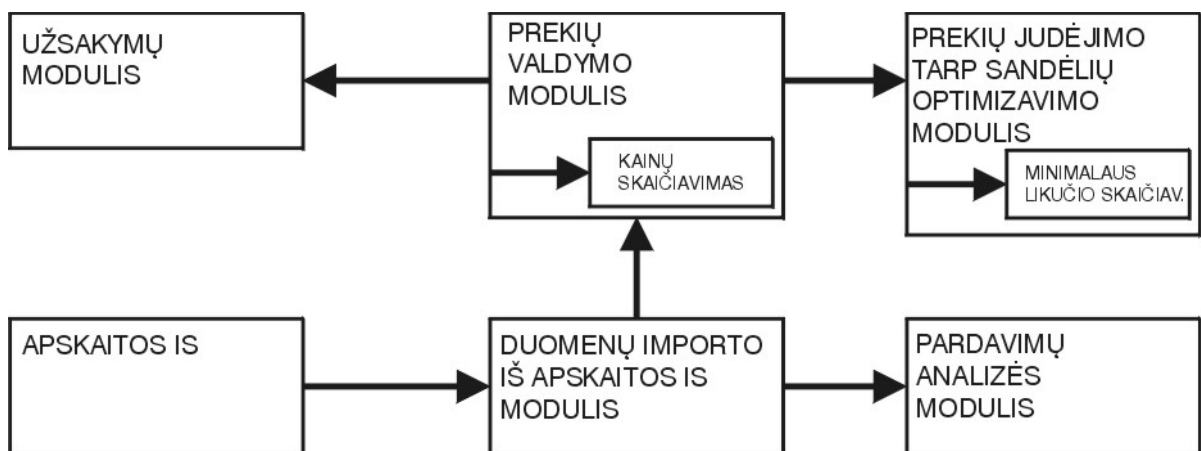 UŽSAKYMŲ
MODULIS
PREKIŲ
VALDYMO
MODULIS
KAINŲ
SKAIČIAVIMAS
PREKIŲ JUDĖJIMO
TARP SANDĖLIŲ
OPTIMIZAVIMO
MODULIS
MINIMALAUS
LIKUČIO SKAIČIAV.
APSKAITOS IS
DUOMENŲ IMPORTO
IŠ APSKAITOS IS
MODULIS
PARDAVIMŲ
ANALIZĖS
MODULIS